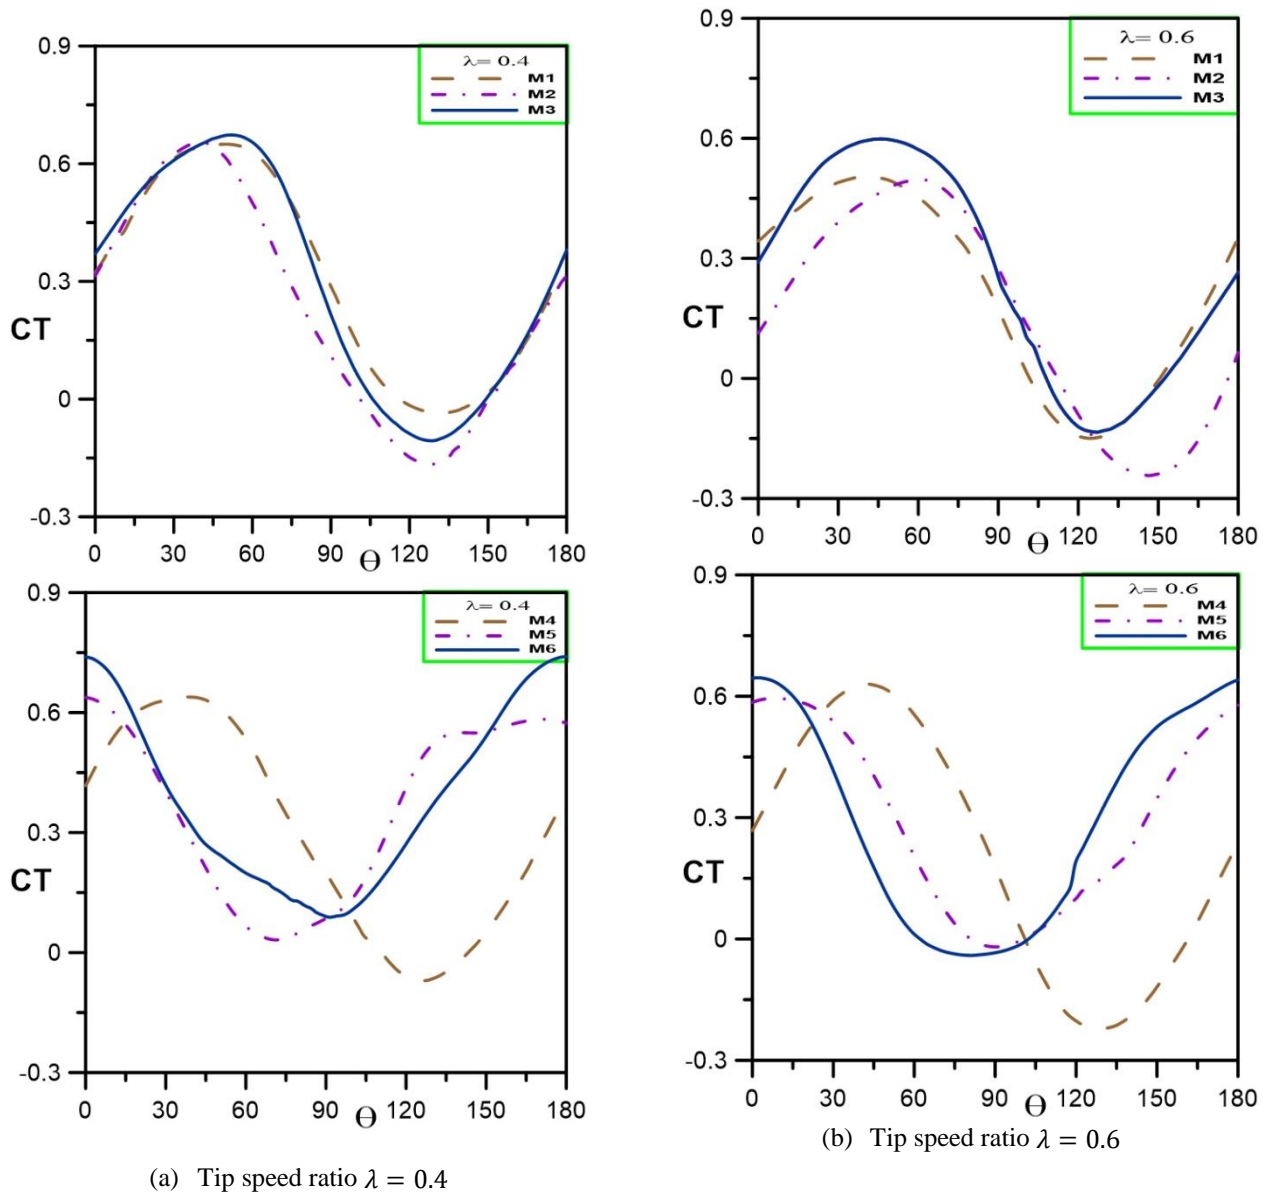 0.9
0.6
0.3
0
-0.3
CT
λ= 0.4
M1
M2
M3
0 30 60 90 120 150 180
Θ
0.9
0.6
0.3
0
-0.3
CT
λ= 0.6
M1
M2
M3
0 30 60 90 120 150 180
Θ
0.9
0.6
0.3
0
-0.3
CT
λ= 0.4
M4
M5
M6
0 30 60 90 120 150 180
Θ
0.9
0.6
0.3
0
-0.3
CT
λ= 0.6
M4
M5
M6
0 30 60 90 120 150 180
Θ
(a) Tip speed ratio λ = 0.4
(b) Tip speed ratio λ = 0.6